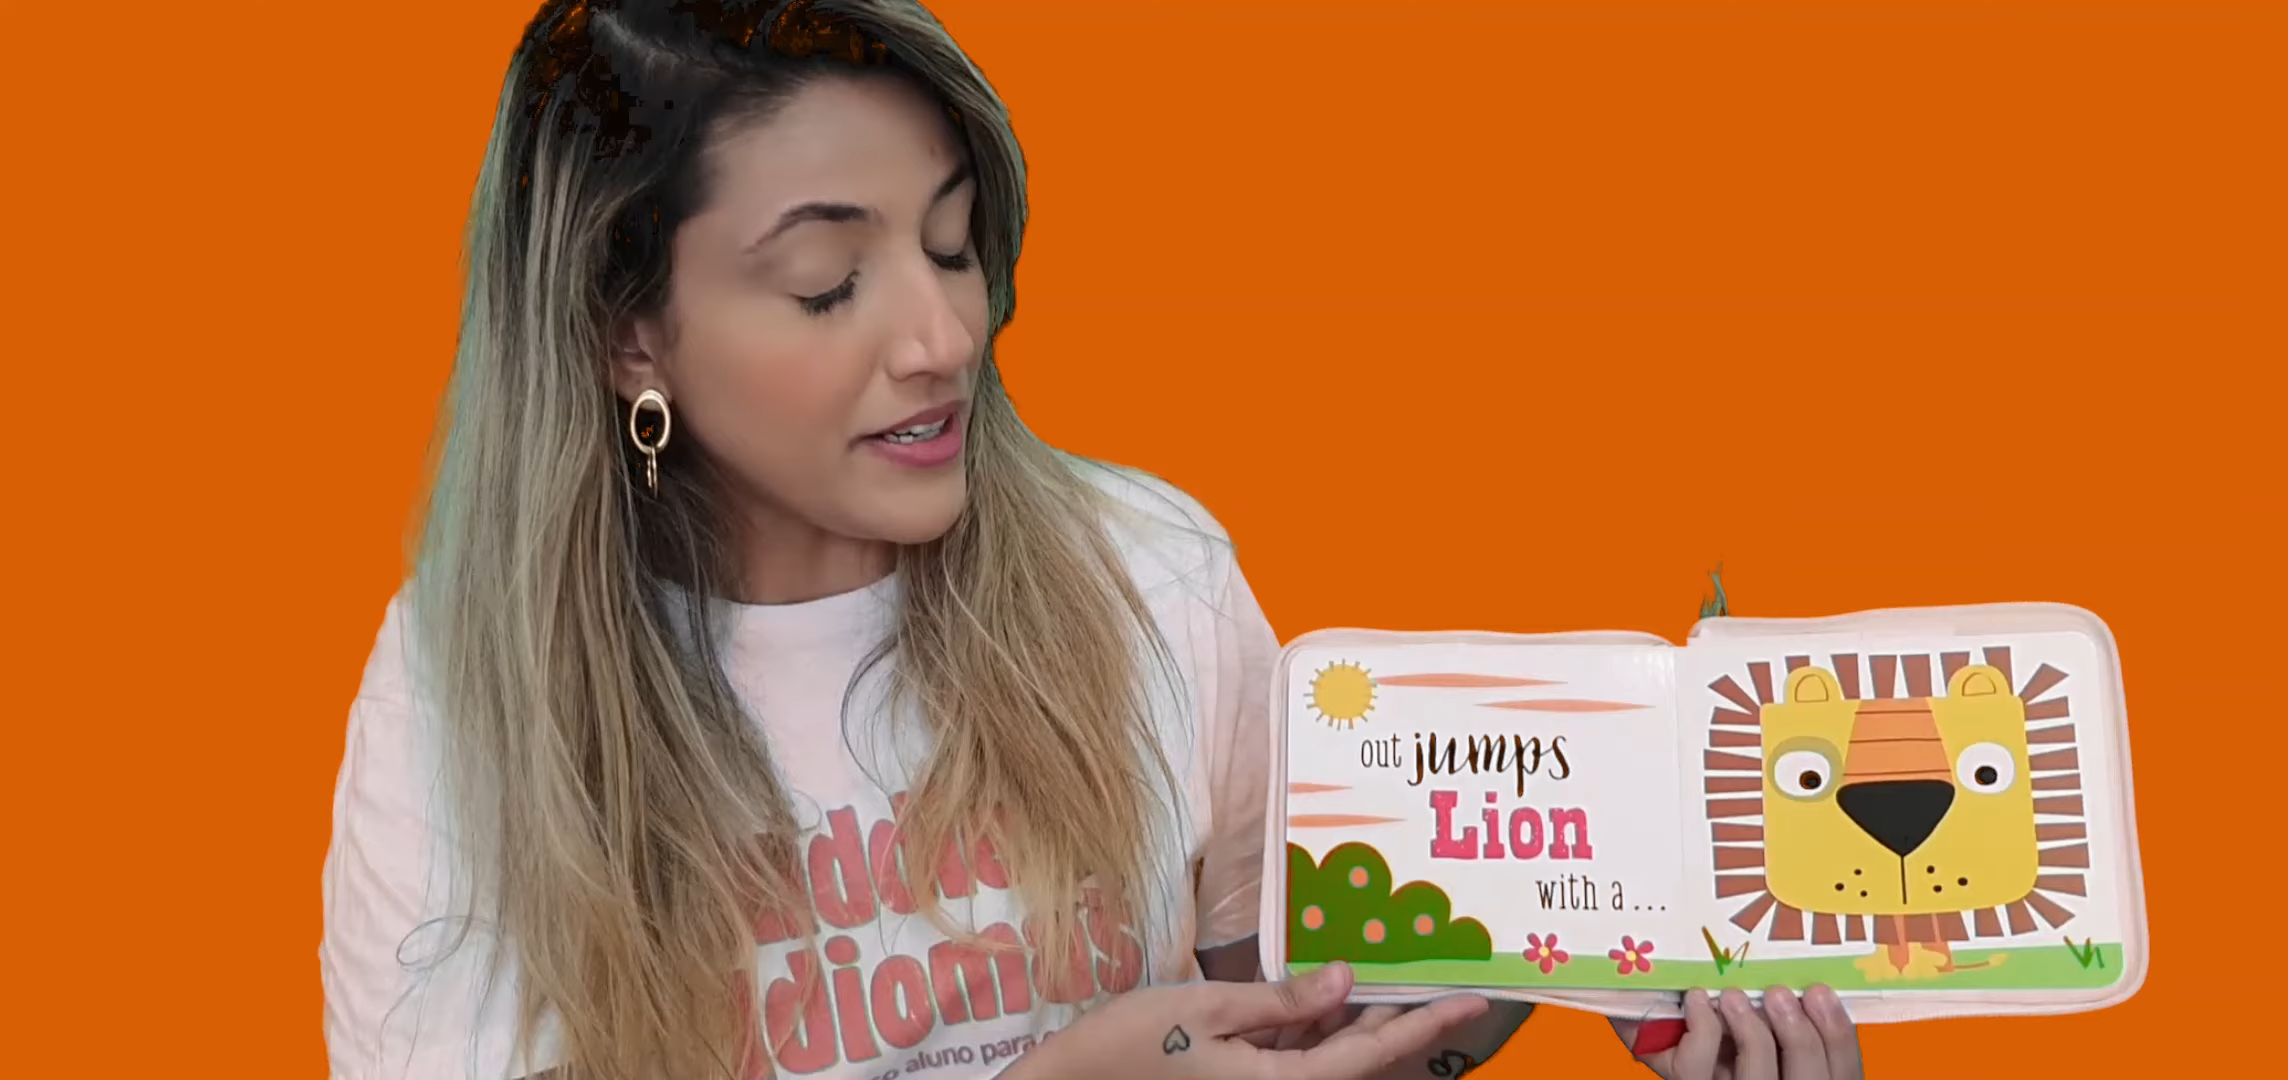 out jumps
Lion
with a...
Idiomas
aluno para